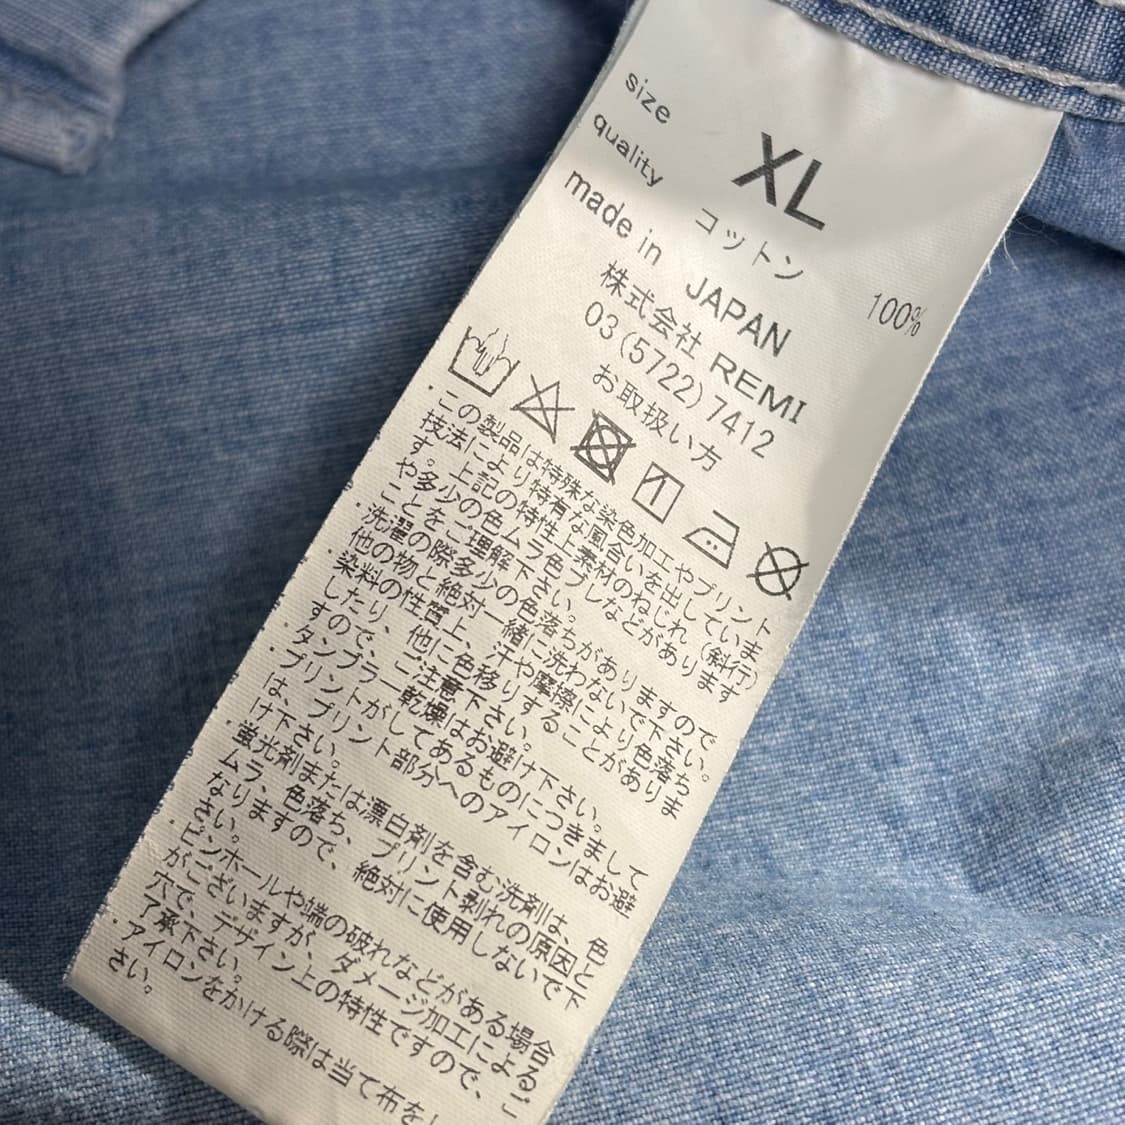 size XL
quality コットン 100%
made in JAPAN
株式会社 REMI
03(5722)7412
お取扱い方
・この製品は特殊な染色加工やプリント
技法により特有な風合いを出していま
す。上記の特性上素材のねじれ(斜行)
や多少の色ムラ色ブレなどがあります
ことをご理解下さい。
・洗濯の際多少の色落ちがありますので
他の物と絶対一緒に洗わないで下さい。
・染料の性質上、汗や摩擦により色落ち
したり、他に色移りすることがありま
すので、ご注意下さい。
・タンブラー乾燥はお避け下さい。
・プリントがしてあるものにつきまして
は、プリント部分へのアイロンはお避
け下さい。
・蛍光剤または漂白剤を含む洗剤は、色
ムラ、色落ち、プリント剥れの原因と
なりますので、絶対に使用しないで下
さい。
・ピンホールや端の破れなどがある場合
がございますが、ダメージ加工によるご
穴で、デザイン上の特性ですので、
了承下さい。
・アイロンをかける際は当て布をし
さい。